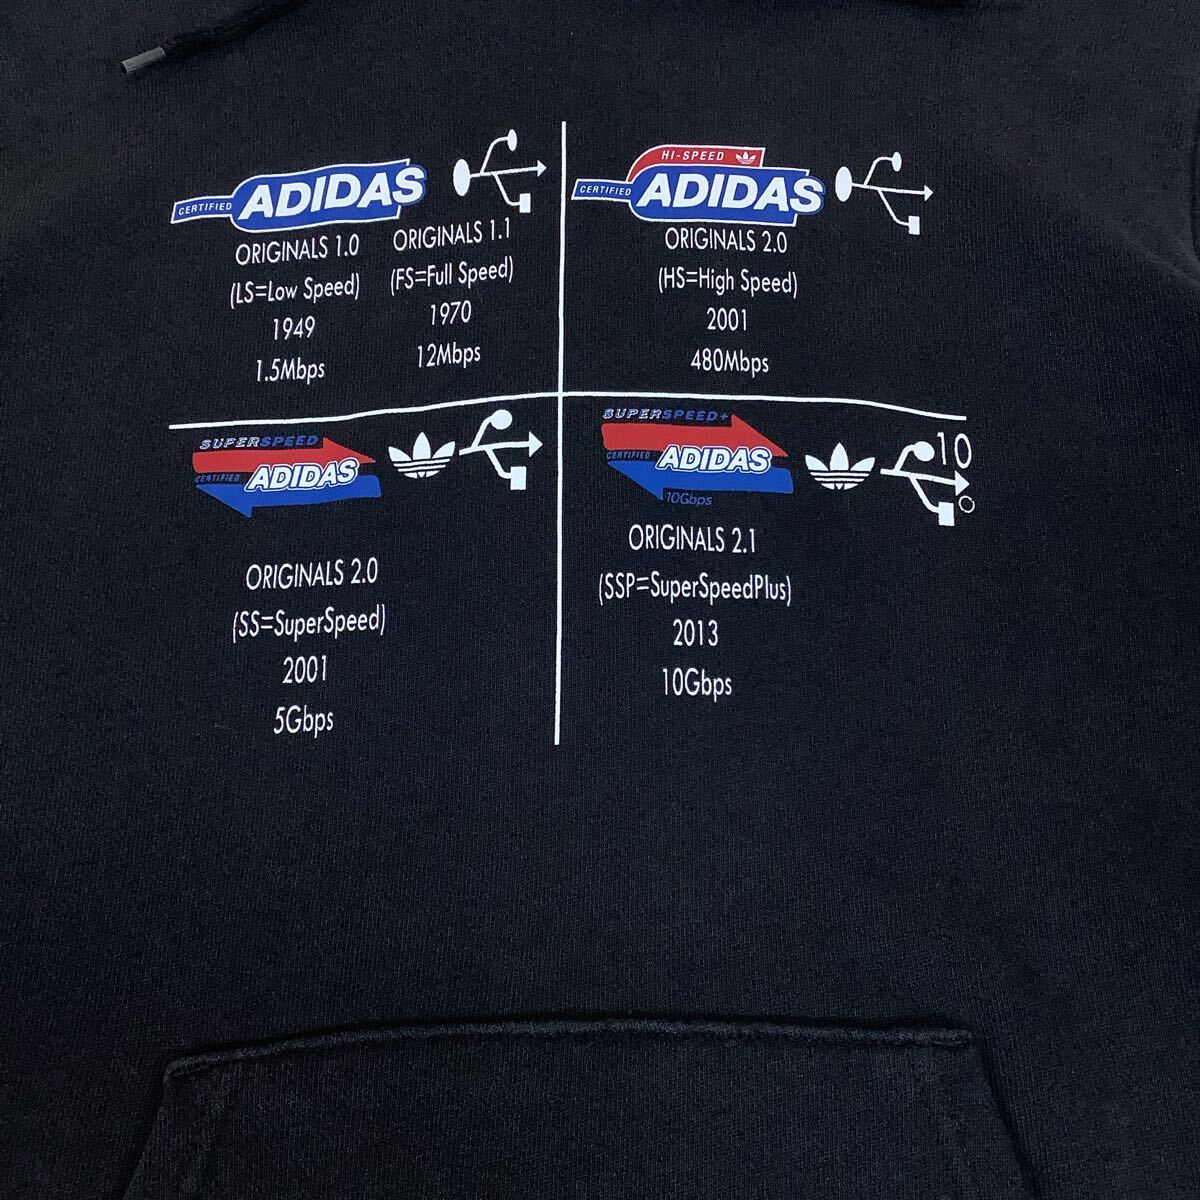 CERTIFIED ADIDAS
ORIGINALS 1.0
(LS=Low Speed)
1949
1.5Mbps
ORIGINALS 1.1
(FS=Full Speed)
1970
12Mbps
HI-SPEED
CERTIFIED ADIDAS
ORIGINALS 2.0
(HS=High Speed)
2001
480Mbps
SUPERSPEED
CERTIFIED ADIDAS
ORIGINALS 2.0
(SS=SuperSpeed)
2001
5Gbps
SUPERSPEED+
CERTIFIED ADIDAS
10Gbps
10
ORIGINALS 2.1
(SSP=SuperSpeedPlus)
2013
10Gbps